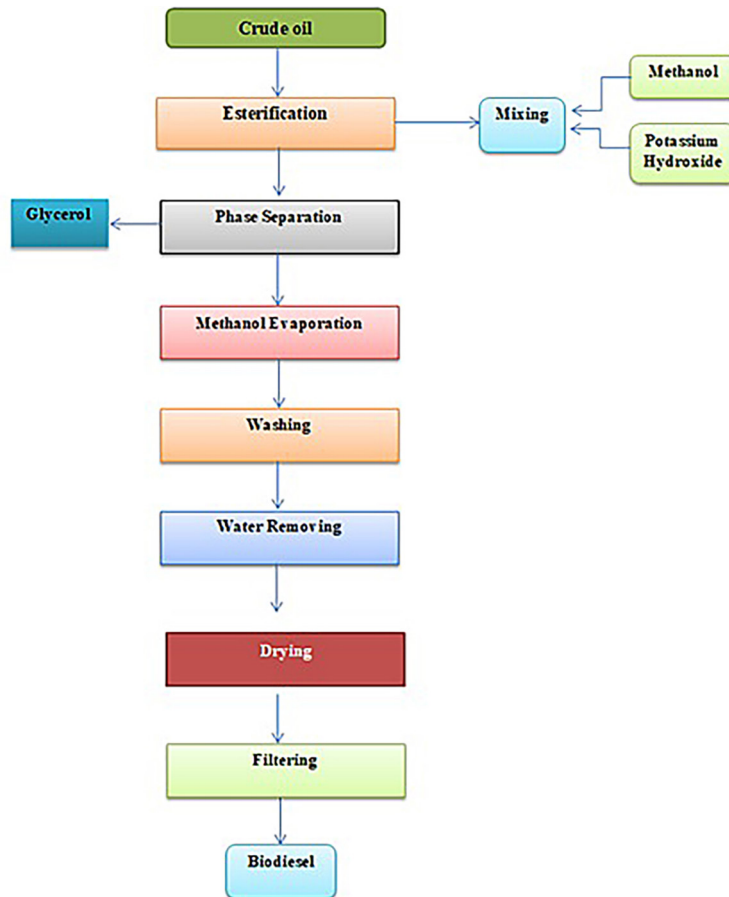 Crude oil
Esterification
Mixing
Methanol
Potassium
Hydroxide
Glycerol
Phase Separation
Methanol Evaporation
Washing
Water Removing
Drying
Filtering
Biodiesel